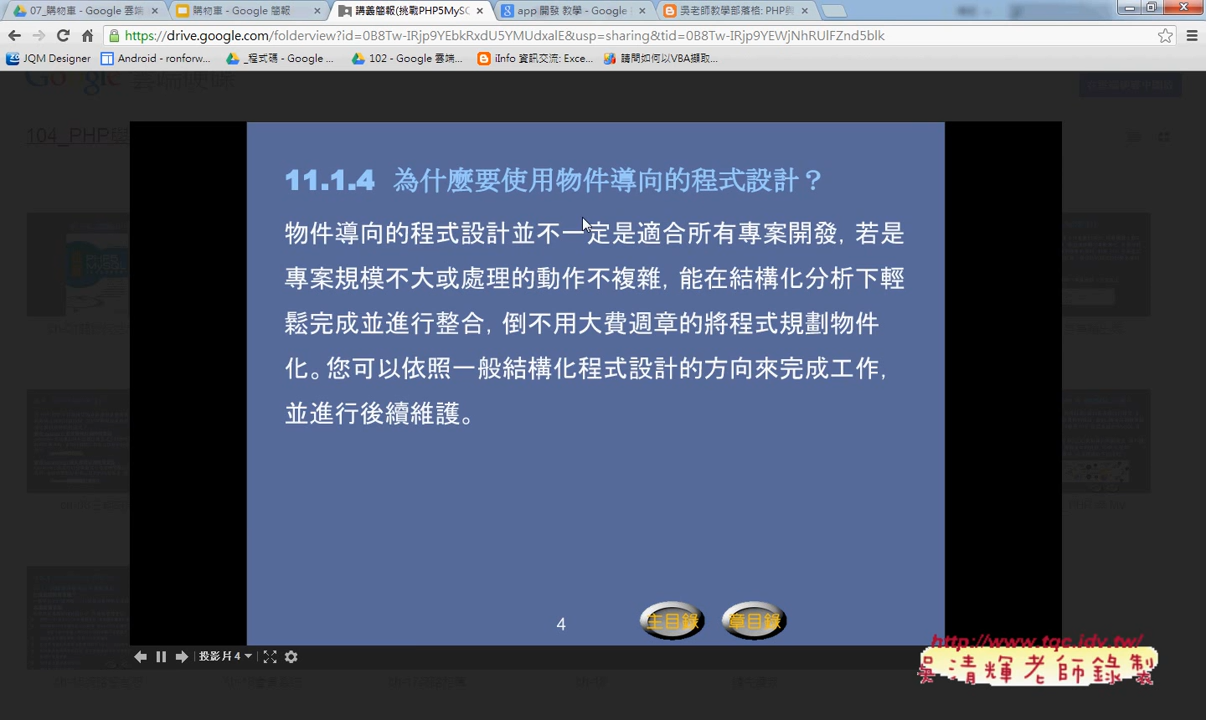 07_購物車 - Google 雲端
購物車 - Google 簡報
講義簡報(挑戰PHP5MySQ
app 開發 教學 - Google
吳老師教學部落格: PHP與
https://drive.google.com/folderview?id=0B8Tw-IRjp9YEbkRxdU5YMUdxalE&usp=sharing&tid=0B8Tw-IRjp9YEWjNhRUlFZnd5blk
JQM Designer
Android - ronforw...
_程式碼 - Google ...
102 - Google 雲端...
iInfo 資訊交流: Exce...
請問如何以VBA擷取...
Google 雲端硬碟
104_PHP
11.1.4 為什麼要使用物件導向的程式設計？
物件導向的程式設計並不一定是適合所有專案開發, 若是
專案規模不大或處理的動作不複雜, 能在結構化分析下輕
鬆完成並進行整合, 倒不用大費週章的將程式規劃物件
化。您可以依照一般結構化程式設計的方向來完成工作,
並進行後續維護。
4
主目錄
章目錄
投影片 4
http://www.tqc.idv.tw/
吳清輝老師錄製